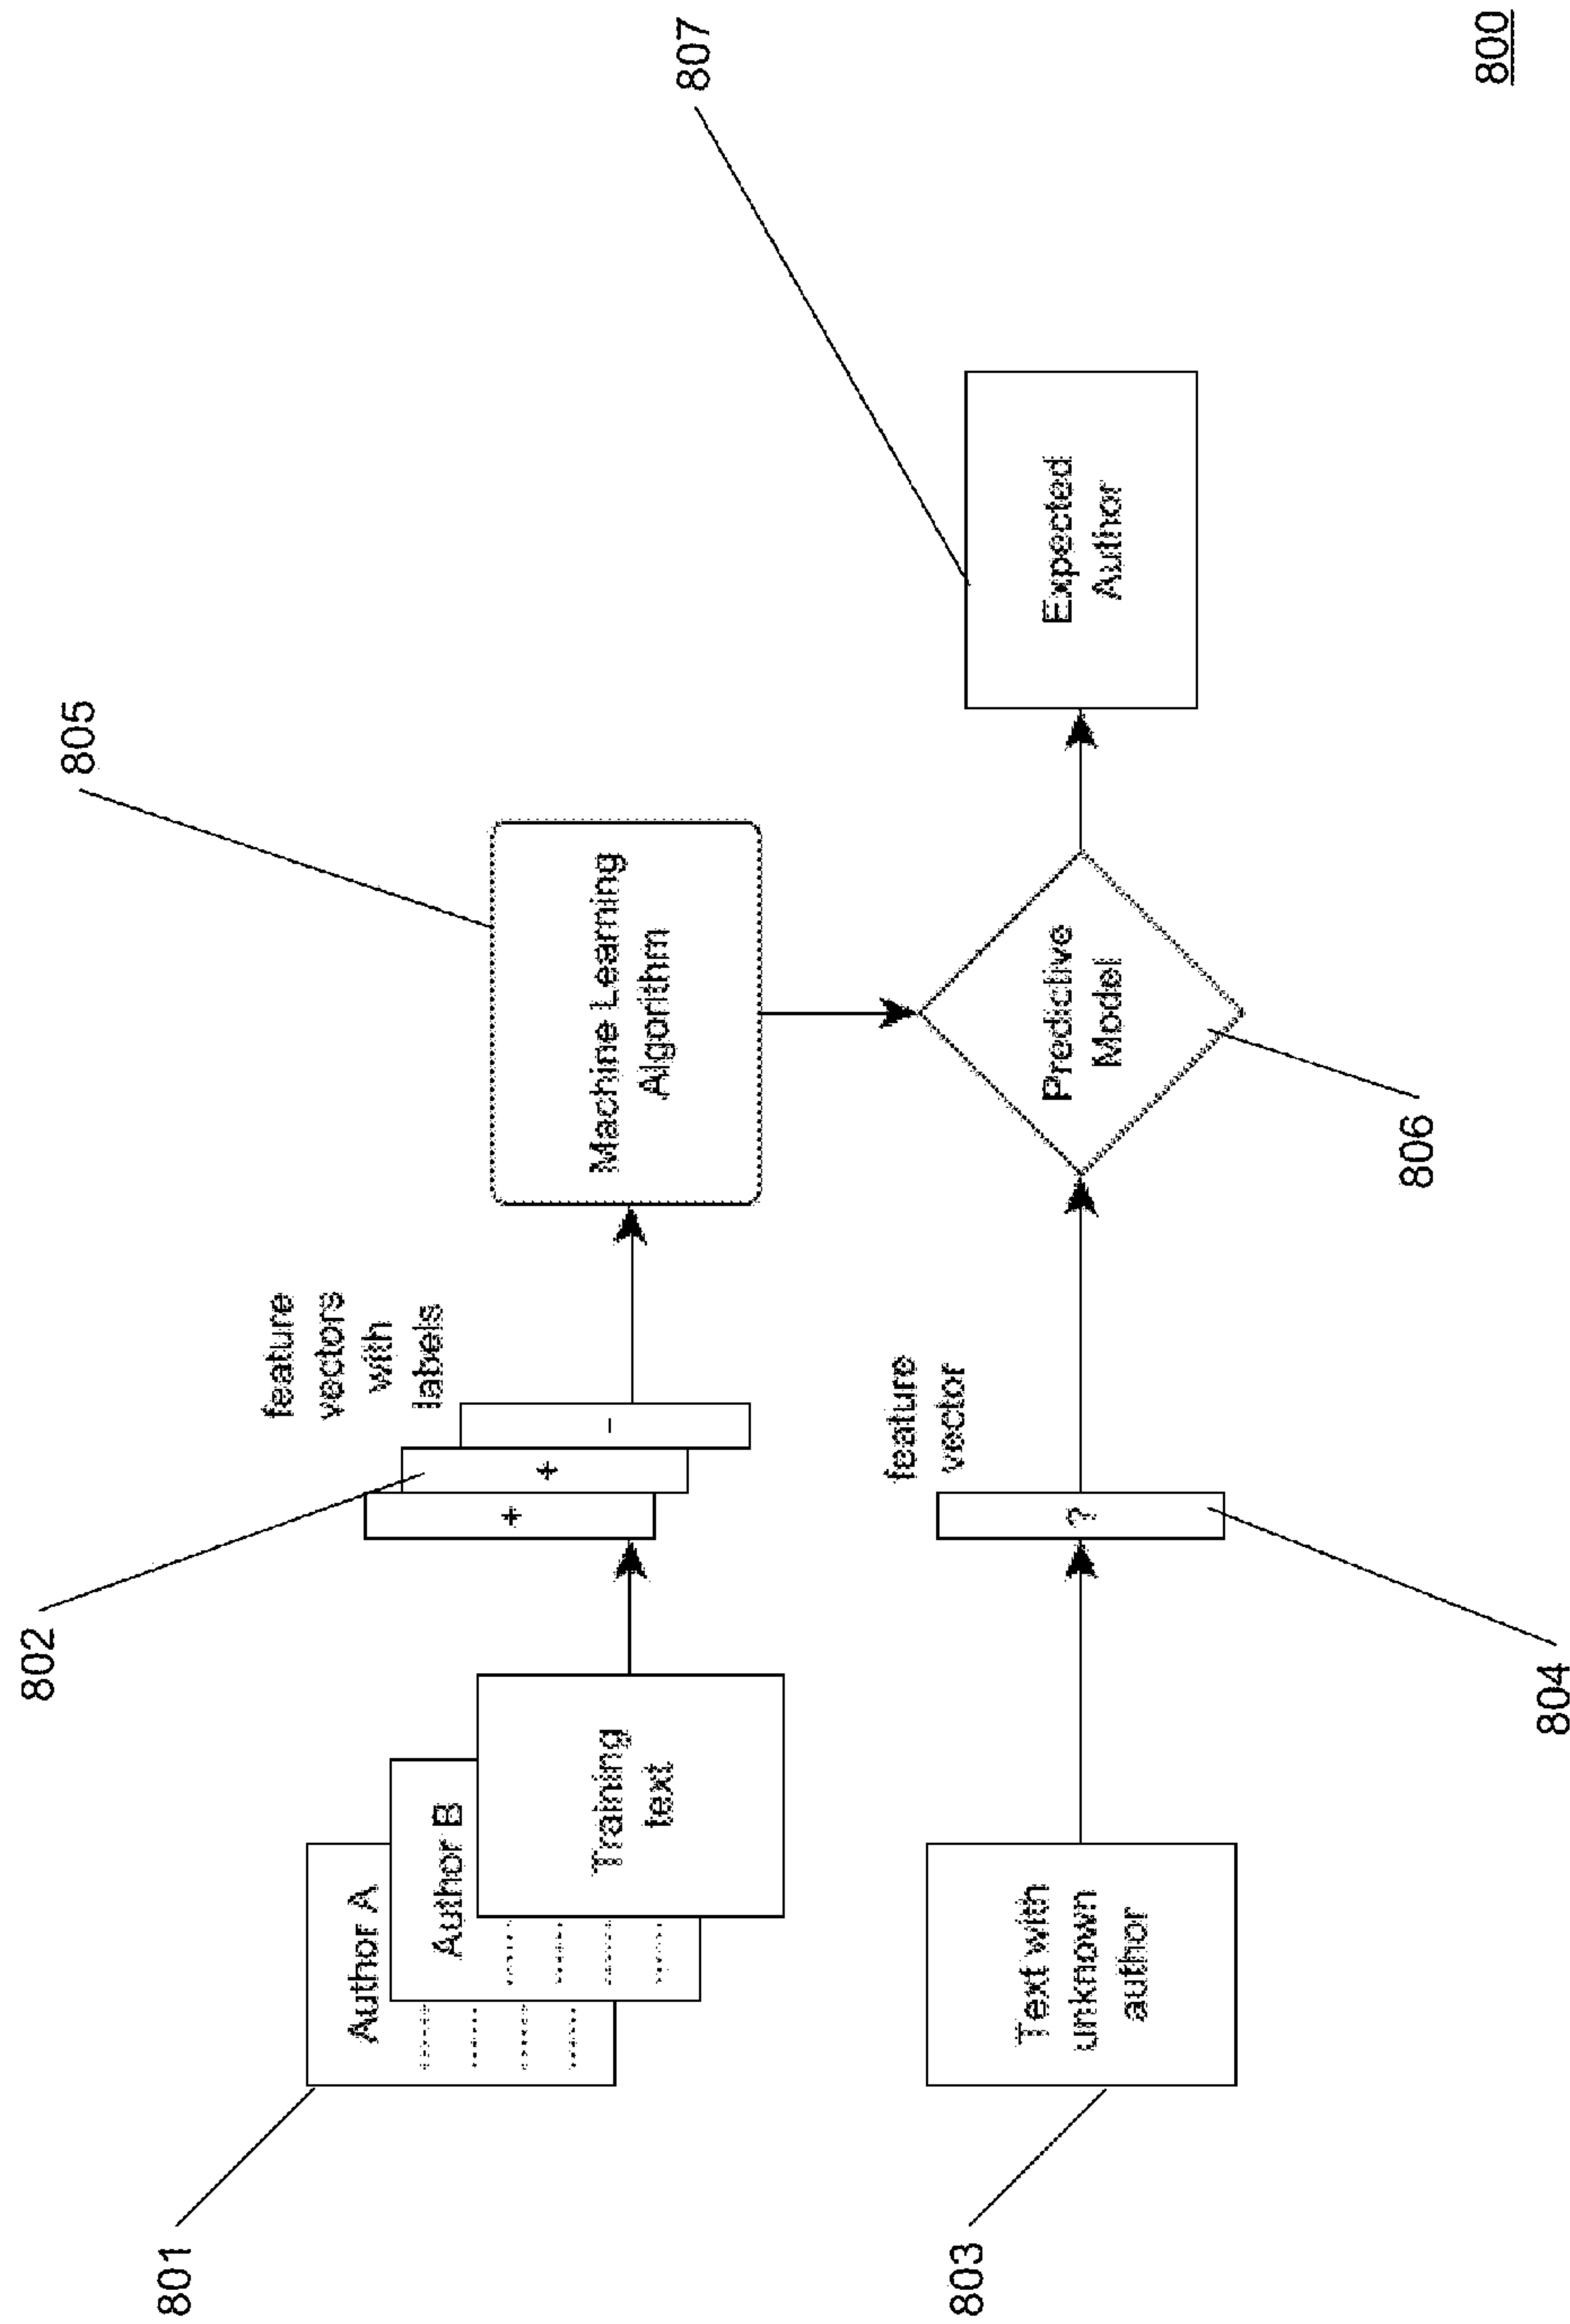 802
805
807
feature
vectors
with
labels
801
Author A
Author B
Training
text
+
+
-
Machine Learning
Algorithm
feature
vector
803
Text with
unknown
author
?
Predictive
Model
Expected
Author
804
806
800